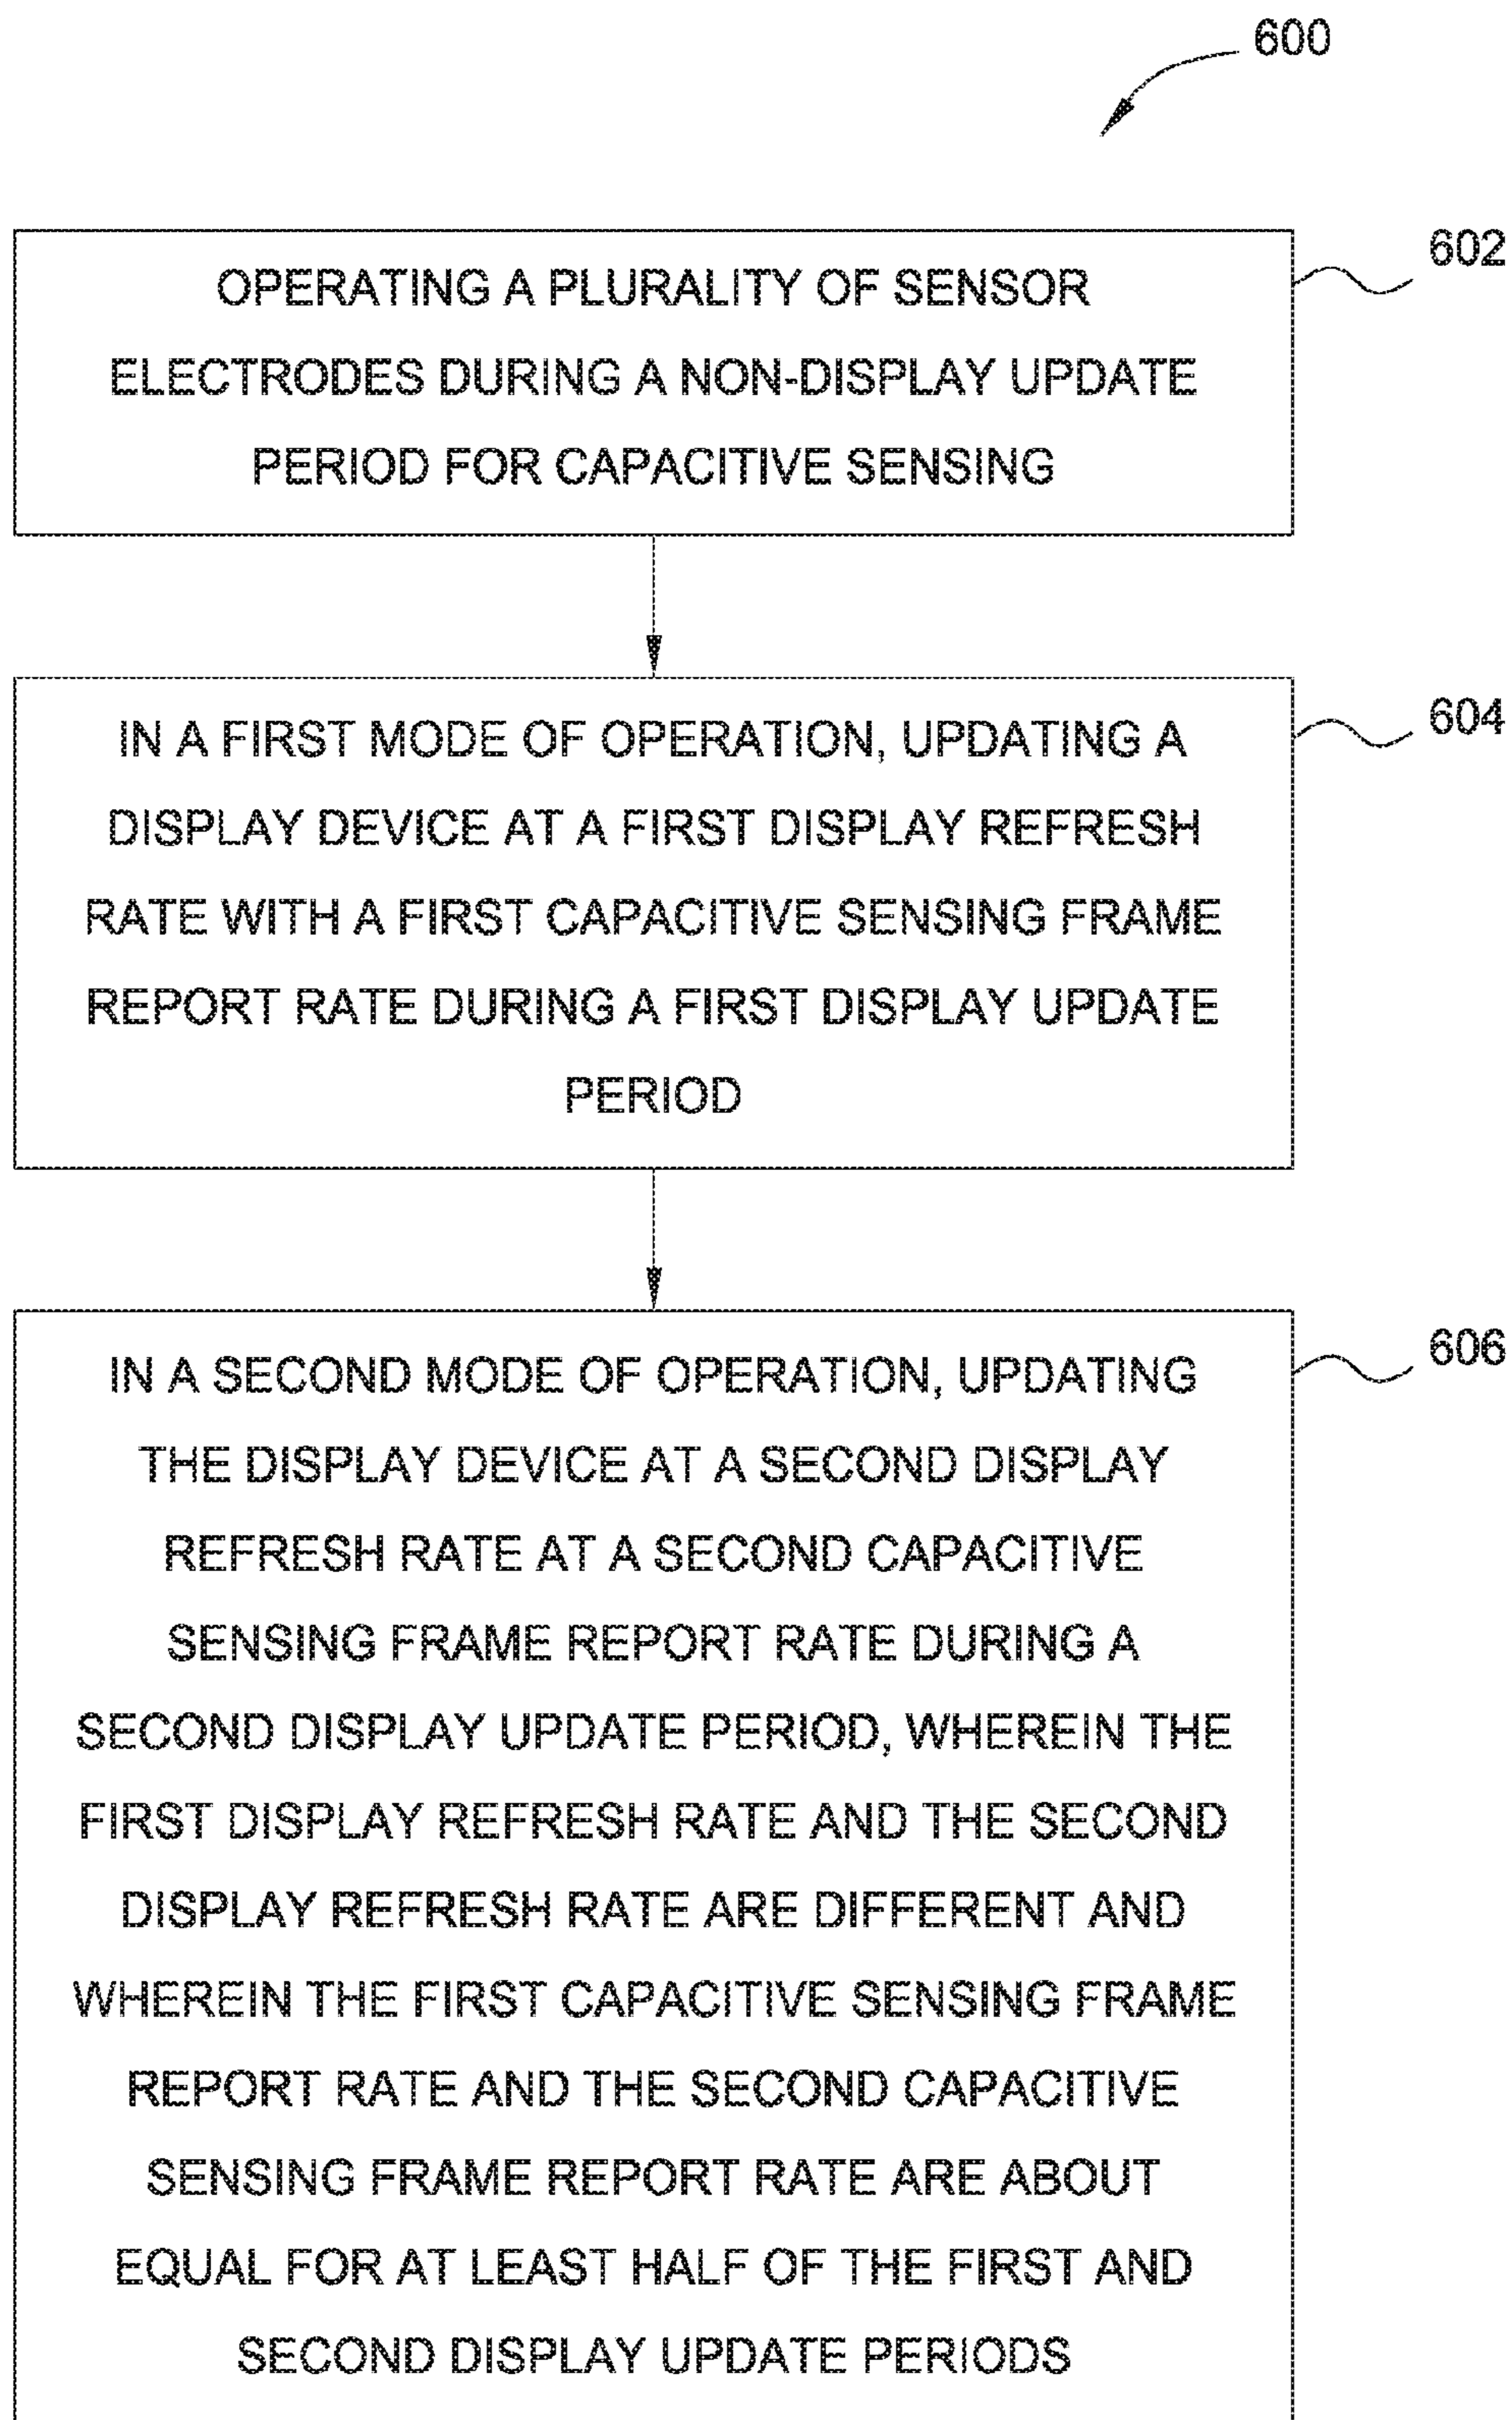 600
602
OPERATING A PLURALITY OF SENSOR
ELECTRODES DURING A NON-DISPLAY UPDATE
PERIOD FOR CAPACITIVE SENSING
604
IN A FIRST MODE OF OPERATION, UPDATING A
DISPLAY DEVICE AT A FIRST DISPLAY REFRESH
RATE WITH A FIRST CAPACITIVE SENSING FRAME
REPORT RATE DURING A FIRST DISPLAY UPDATE
PERIOD
606
IN A SECOND MODE OF OPERATION, UPDATING
THE DISPLAY DEVICE AT A SECOND DISPLAY
REFRESH RATE AT A SECOND CAPACITIVE
SENSING FRAME REPORT RATE DURING A
SECOND DISPLAY UPDATE PERIOD, WHEREIN THE
FIRST DISPLAY REFRESH RATE AND THE SECOND
DISPLAY REFRESH RATE ARE DIFFERENT AND
WHEREIN THE FIRST CAPACITIVE SENSING FRAME
REPORT RATE AND THE SECOND CAPACITIVE
SENSING FRAME REPORT RATE ARE ABOUT
EQUAL FOR AT LEAST HALF OF THE FIRST AND
SECOND DISPLAY UPDATE PERIODS